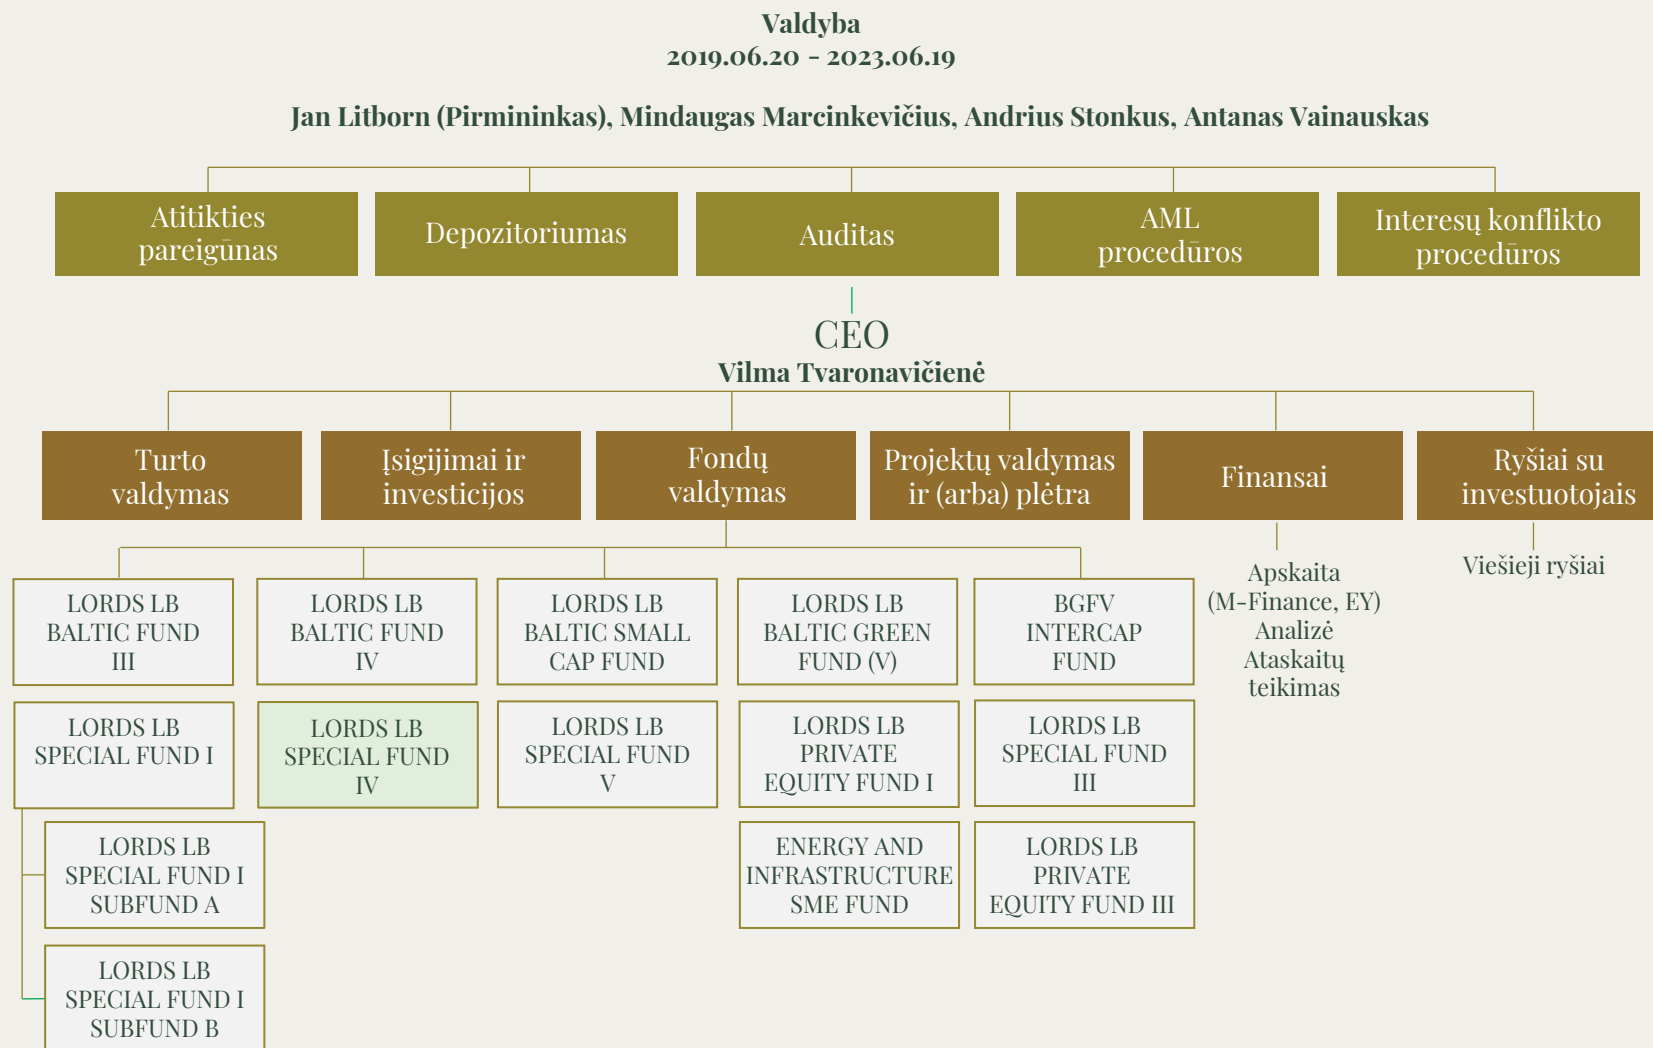 Valdyba
2019.06.20 - 2023.06.19
Jan Litborn (Pirmininkas), Mindaugas Marcinkevičius, Andrius Stonkus, Antanas Vainauskas
Atitikties
pareigūnas
Depozitoriumas
Auditas
AML
procedūros
Interesų konflikto
procedūros
CEO
Vilma Tvaronavičienė
Turto
valdymas
Įsigijimai ir
investicijos
Fondų
valdymas
Projektų valdymas
ir (arba) plėtra
Finansai
Ryšiai su
investuotojais
LORDS LB
BALTIC FUND
III
LORDS LB
BALTIC FUND
IV
LORDS LB
BALTIC SMALL
CAP FUND
LORDS LB
BALTIC GREEN
FUND (V)
BGFV
INTERCAP
FUND
Apskaita
(M-Finance, EY)
Analizė
Ataskaitų
teikimas
Viešieji ryšiai
LORDS LB
SPECIAL FUND I
LORDS LB
SPECIAL FUND
IV
LORDS LB
SPECIAL FUND
V
LORDS LB
PRIVATE
EQUITY FUND I
LORDS LB
SPECIAL FUND
III
LORDS LB
SPECIAL FUND I
SUBFUND A
ENERGY AND
INFRASTRUCTURE
SME FUND
LORDS LB
PRIVATE
EQUITY FUND III
LORDS LB
SPECIAL FUND I
SUBFUND B